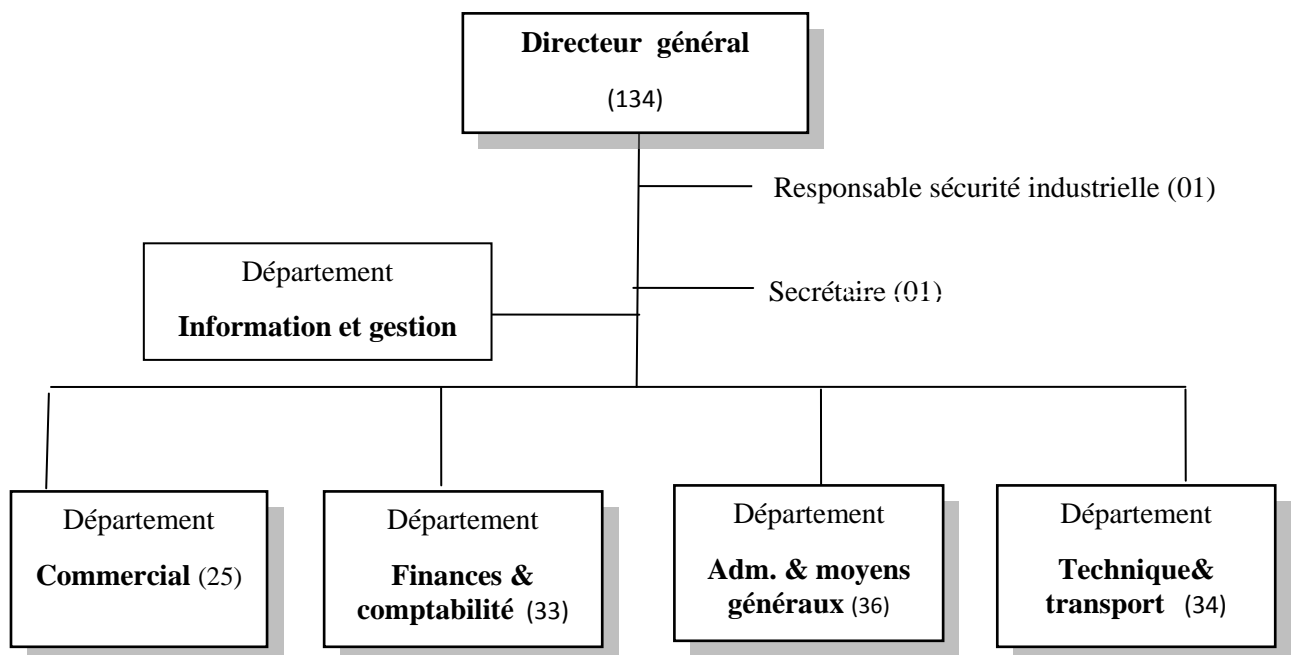 Directeur général
(134)
Responsable sécurité industrielle (01)
Département
Information et gestion
Secrétaire (01)
Département
Commercial (25)
Département
Finances &
comptabilité (33)
Département
Adm. & moyens
généraux (36)
Département
Technique&
transport (34)